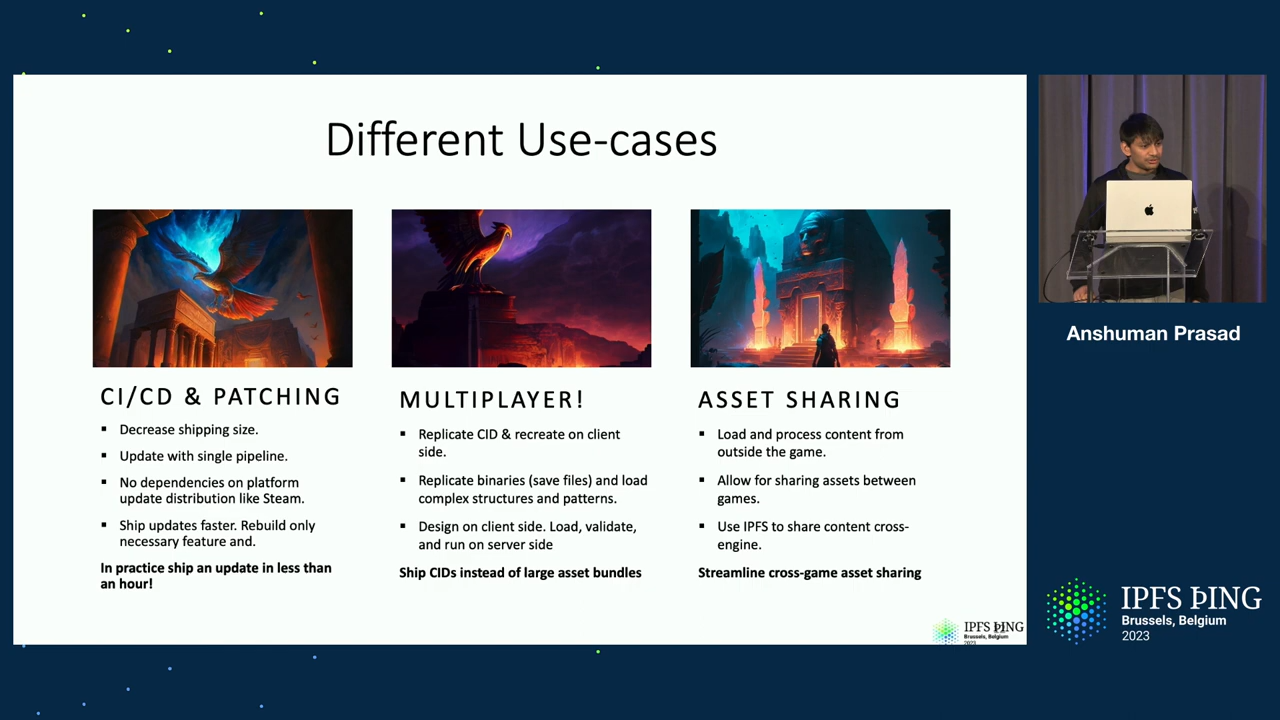 Different Use-cases
CI/CD & PATCHING
▪ Decrease shipping size.
▪ Update with single pipeline.
▪ No dependencies on platform
update distribution like Steam.
▪ Ship updates faster. Rebuild only
necessary feature and.
In practice ship an update in less than
an hour!
MULTIPLAYER!
▪ Replicate CID & recreate on client
side.
▪ Replicate binaries (save files) and load
complex structures and patterns.
▪ Design on client side. Load, validate,
and run on server side
Ship CIDs instead of large asset bundles
ASSET SHARING
▪ Load and process content from
outside the game.
▪ Allow for sharing assets between
games.
▪ Use IPFS to share content cross-
engine.
Streamline cross-game asset sharing
IPFS ÞING
Brussels, Belgium
2023
Anshuman Prasad
IPFS ÞING
Brussels, Belgium
2023